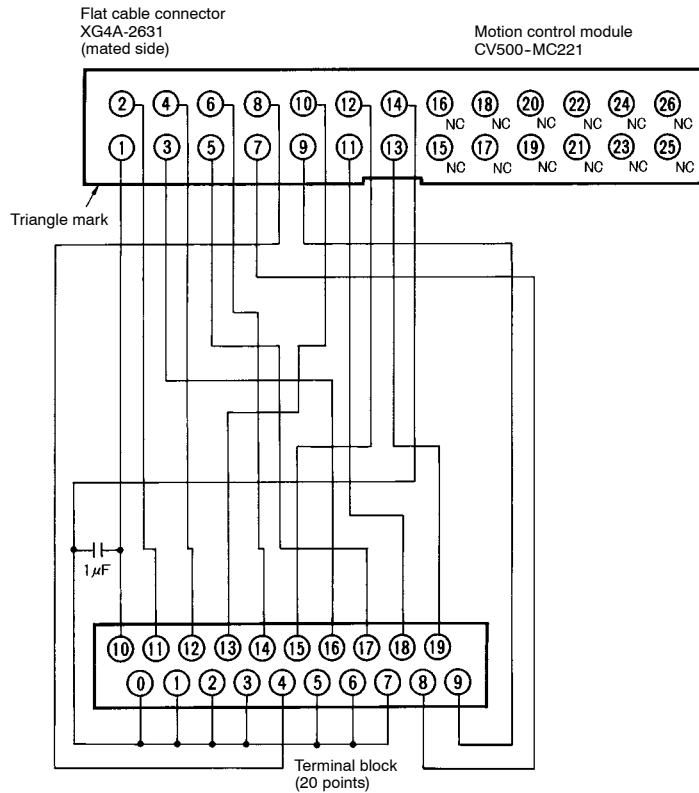 Flat cable connector
XG4A-2631
(mated side)
Motion control module
CV500-MC221
2 4 6 8 10 12 14 16 18 20 22 24 26
NC NC NC NC NC NC
1 3 5 7 9 11 13 15 17 19 21 23 25
NC NC NC NC NC NC
Triangle mark
1μF
10 11 12 13 14 15 16 17 18 19
0 1 2 3 4 5 6 7 8 9
Terminal block
(20 points)